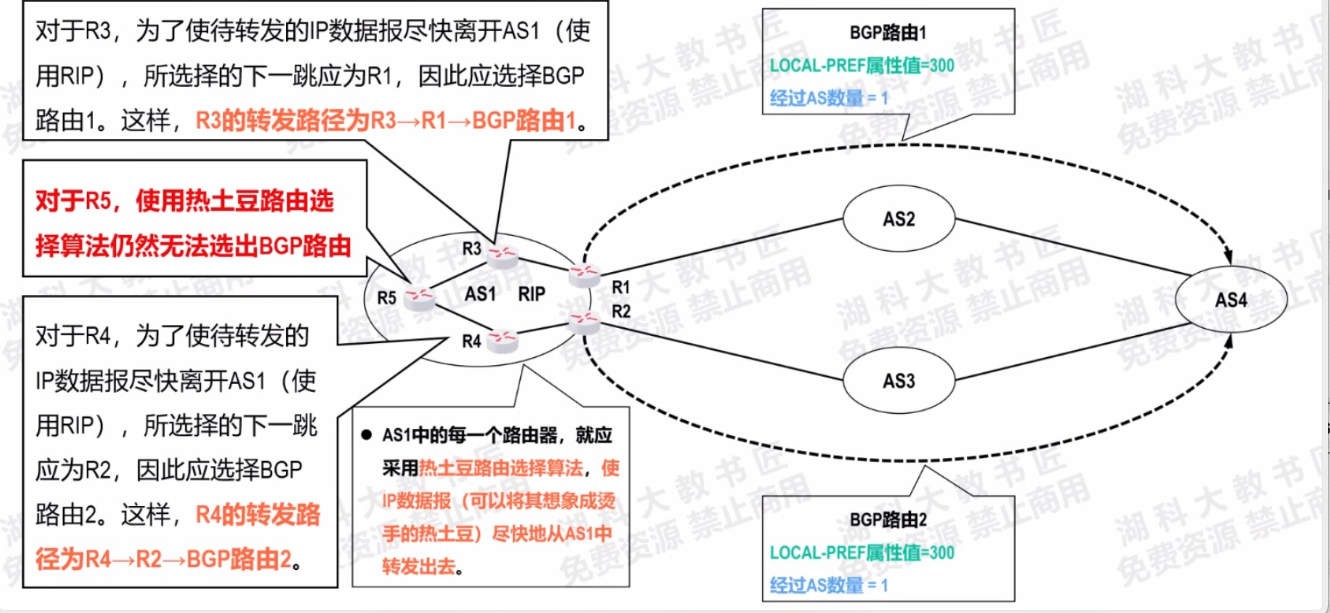 对于R3，为了使待转发的IP数据报尽快离开AS1（使
用RIP），所选择的下一跳应为R1，因此应选择BGP
路由1。这样，R3的转发路径为R3→R1→BGP路由1。
对于R5，使用热土豆路由选
择算法仍然无法选出BGP路由
对于R4，为了使待转发的
IP数据报尽快离开AS1（使
用RIP），所选择的下一跳
应为R2，因此应选择BGP
路由2。这样，R4的转发路
径为R4→R2→BGP路由2。
R3
R5
AS1 RIP
R4
R1
R2
AS1中的每一个路由器，就应
采用热土豆路由选择算法，使
IP数据报（可以将其想象成烫
手的热土豆）尽快地从AS1中
转发出去。
BGP路由1
LOCAL-PREF属性值=300
经过AS数量 = 1
AS2
AS4
AS3
BGP路由2
LOCAL-PREF属性值=300
经过AS数量 = 1
湖科大教书匠
免费资源 禁止商用